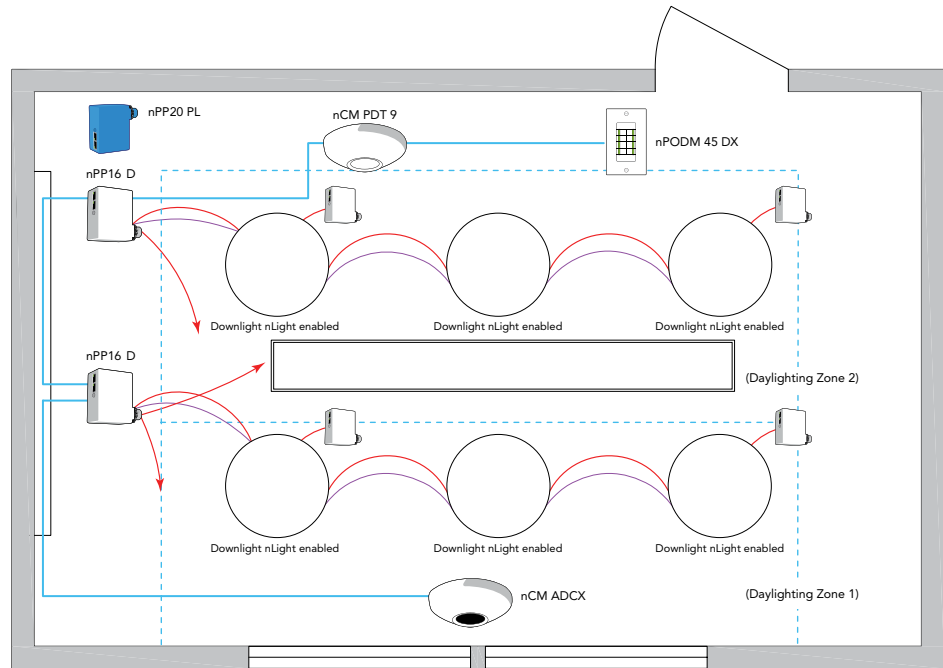 nPP20 PL
nCM PDT 9
nPODM 45 DX
nPP16 D
Downlight nLight enabled
Downlight nLight enabled
Downlight nLight enabled
nPP16 D
(Daylighting Zone 2)
Downlight nLight enabled
Downlight nLight enabled
Downlight nLight enabled
nCM ADCX
(Daylighting Zone 1)